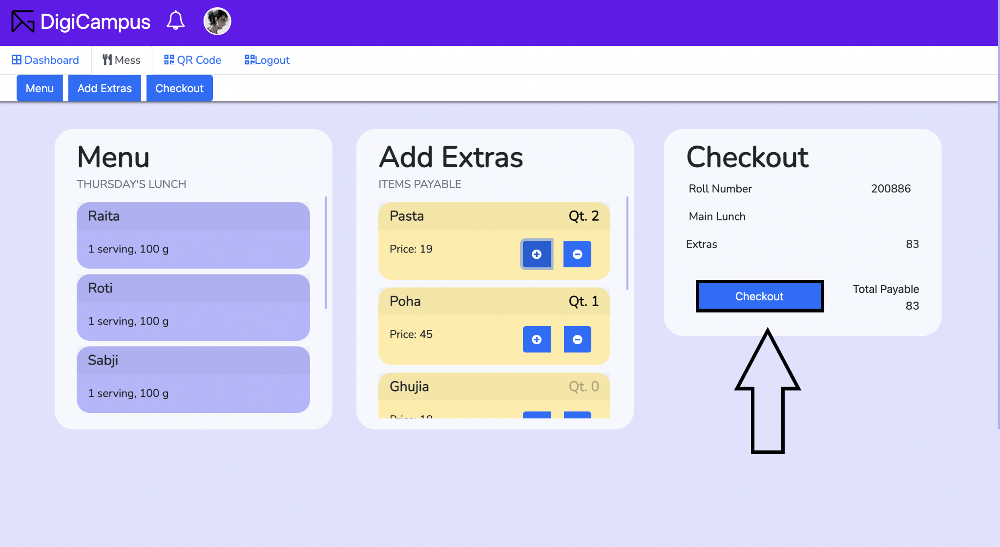 DigiCampus
Dashboard Mess QR Code Logout
Menu Add Extras Checkout
Menu
THURSDAY'S LUNCH
Raita
1 serving, 100 g
Roti
1 serving, 100 g
Sabji
1 serving, 100 g
Add Extras
ITEMS PAYABLE
Pasta Qt. 2
Price: 19
Poha Qt. 1
Price: 45
Ghujia Qt. 0
Price: 18
Checkout
Roll Number 200886
Main Lunch
Extras 83
Checkout
Total Payable
83